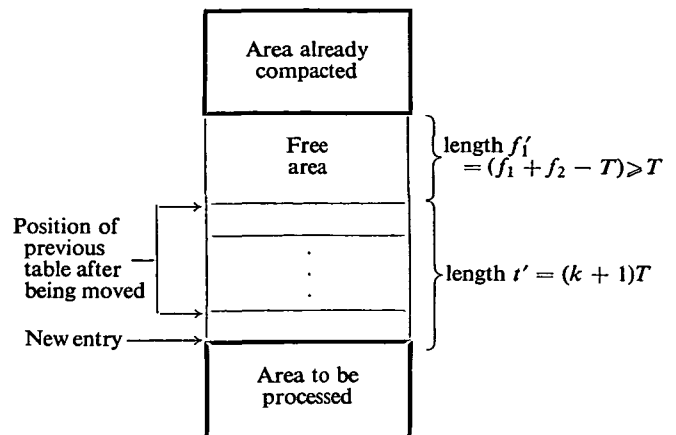 Area already
compacted
Free
area
length f₁′
= (f₁ + f₂ − T) ⩾ T
Position of
previous
table after
being moved
length t′ = (k + 1)T
New entry
Area to be
processed